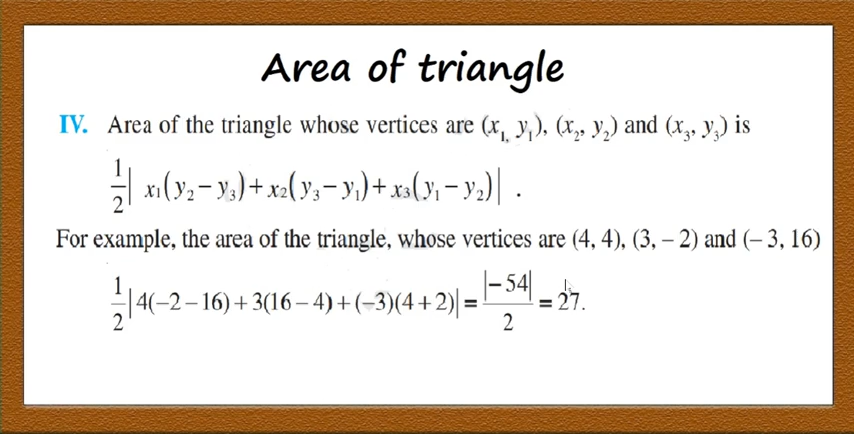 Area of triangle
IV. Area of the triangle whose vertices are (x₁, y₁), (x₂, y₂) and (x₃, y₃) is
1/2 | x₁(y₂ – y₃) + x₂(y₃ – y₁) + x₃(y₁ – y₂)| .
For example, the area of the triangle, whose vertices are (4, 4), (3, – 2) and (– 3, 16)
1/2 | 4(–2 – 16) + 3(16 – 4) + (–3)(4 + 2)| = |– 54|/2 = 27.